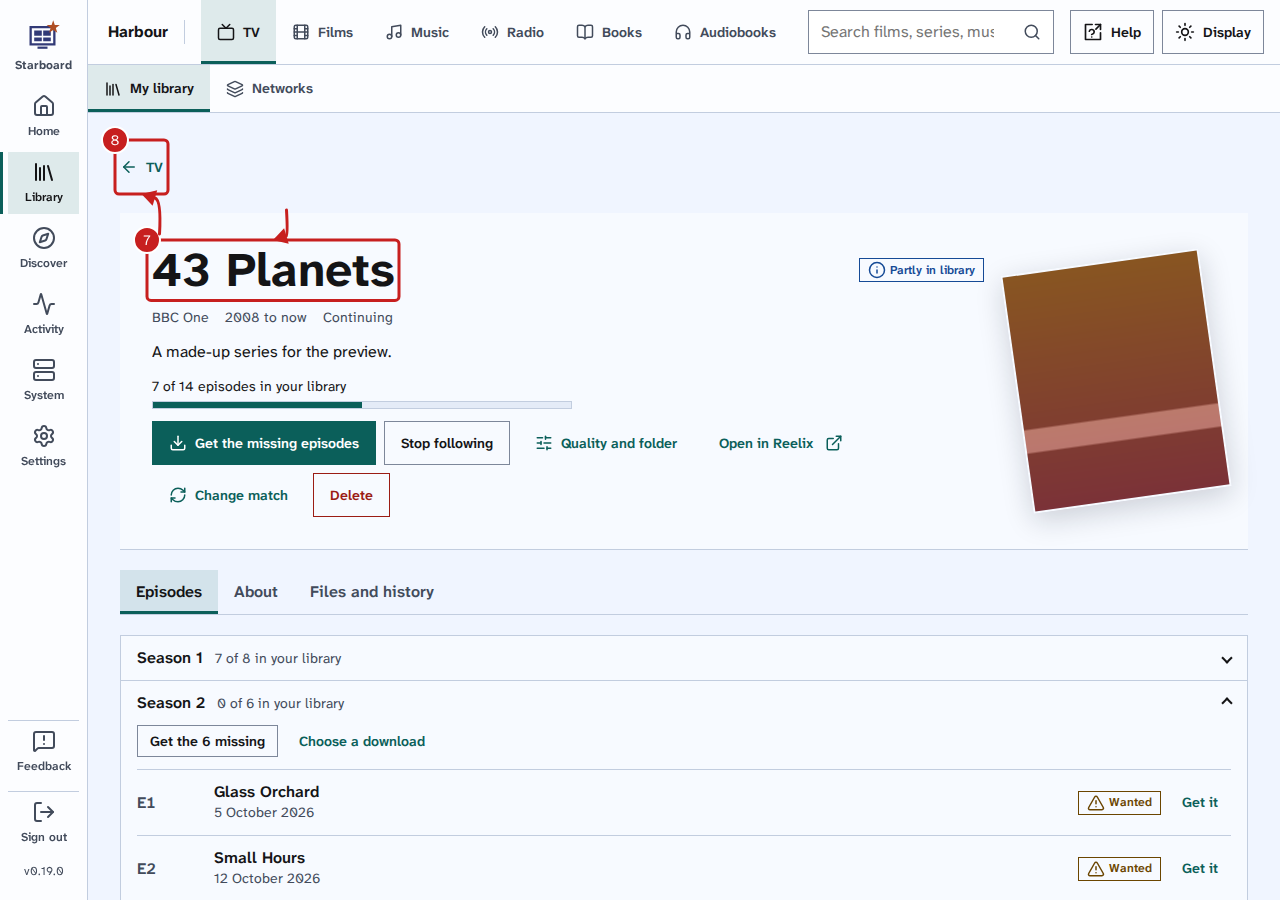 Starboard
Home
Library
Discover
Activity
System
Settings
Feedback
Sign out
v0.19.0
Harbour
TV
Films
Music
Radio
Books
Audiobooks
Search films, series, mus
Help
Display
My library
Networks
8
TV
7
43 Planets
Partly in library
BBC One 2008 to now Continuing
A made-up series for the preview.
7 of 14 episodes in your library
Get the missing episodes
Stop following
Quality and folder
Open in Reelix
Change match
Delete
Episodes
About
Files and history
Season 1 7 of 8 in your library
Season 2 0 of 6 in your library
Get the 6 missing
Choose a download
E1
Glass Orchard
5 October 2026
Wanted
Get it
E2
Small Hours
12 October 2026
Wanted
Get it